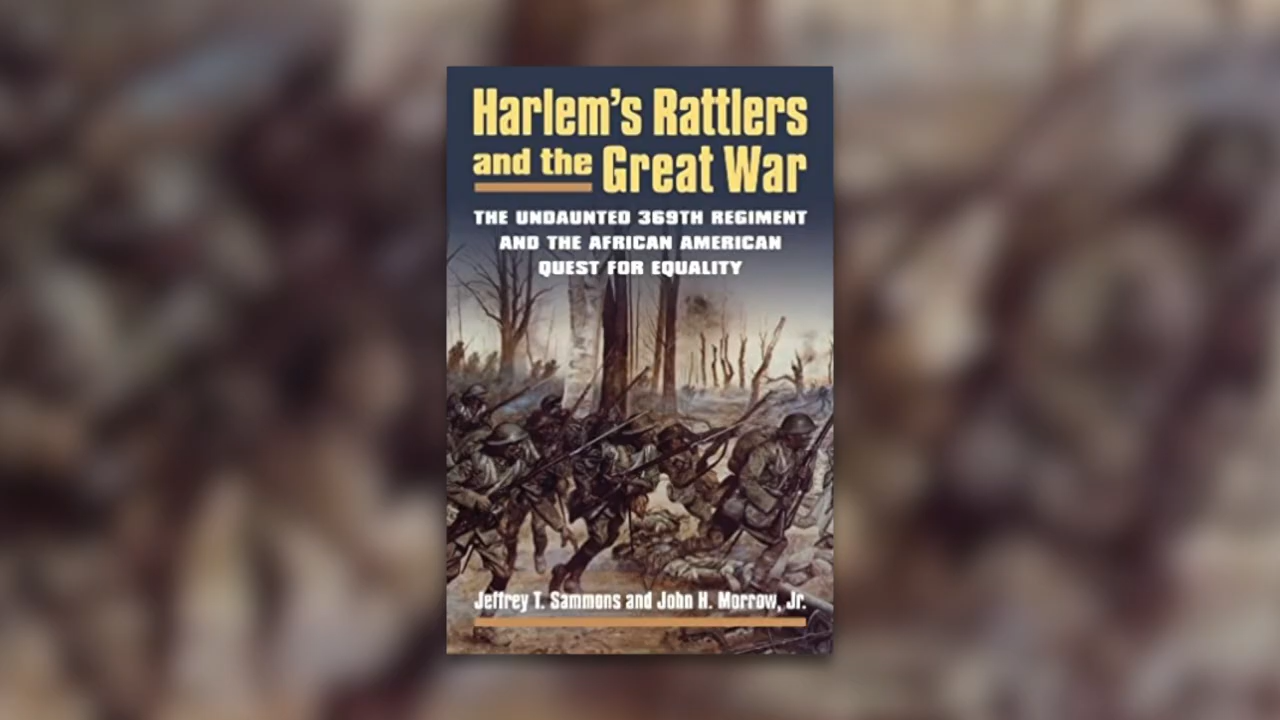 Harlem's Rattlers
and the Great War
THE UNDAUNTED 369TH REGIMENT
AND THE AFRICAN AMERICAN
QUEST FOR EQUALITY
Jeffrey T. Sammons and John H. Morrow, Jr.